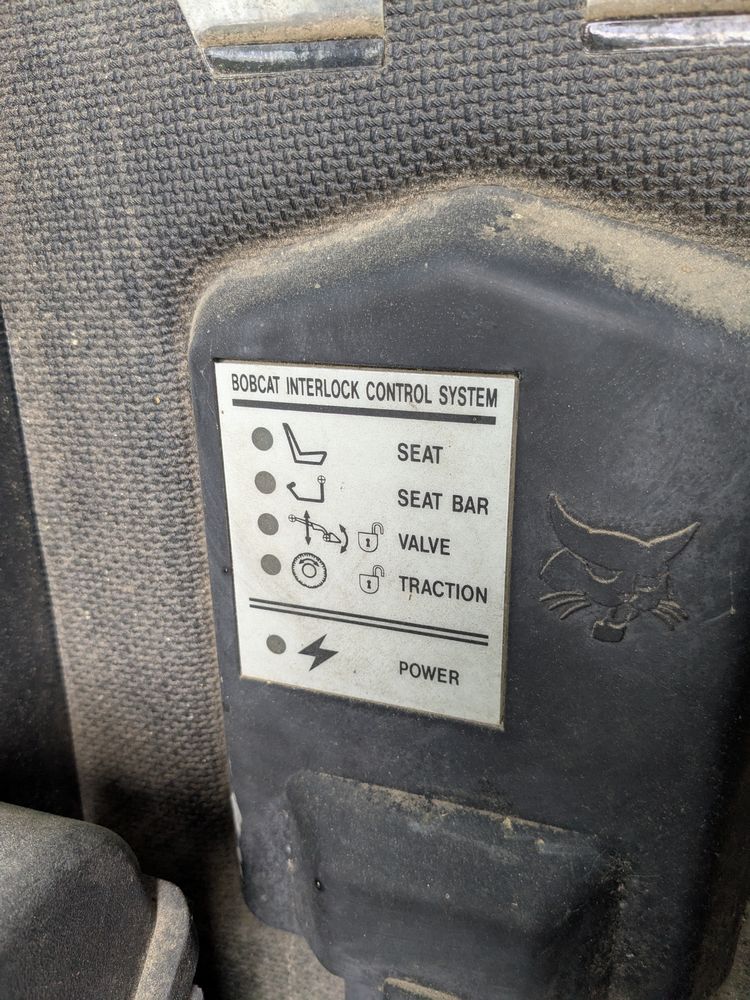 BOBCAT INTERLOCK CONTROL SYSTEM
SEAT
SEAT BAR
VALVE
TRACTION
POWER